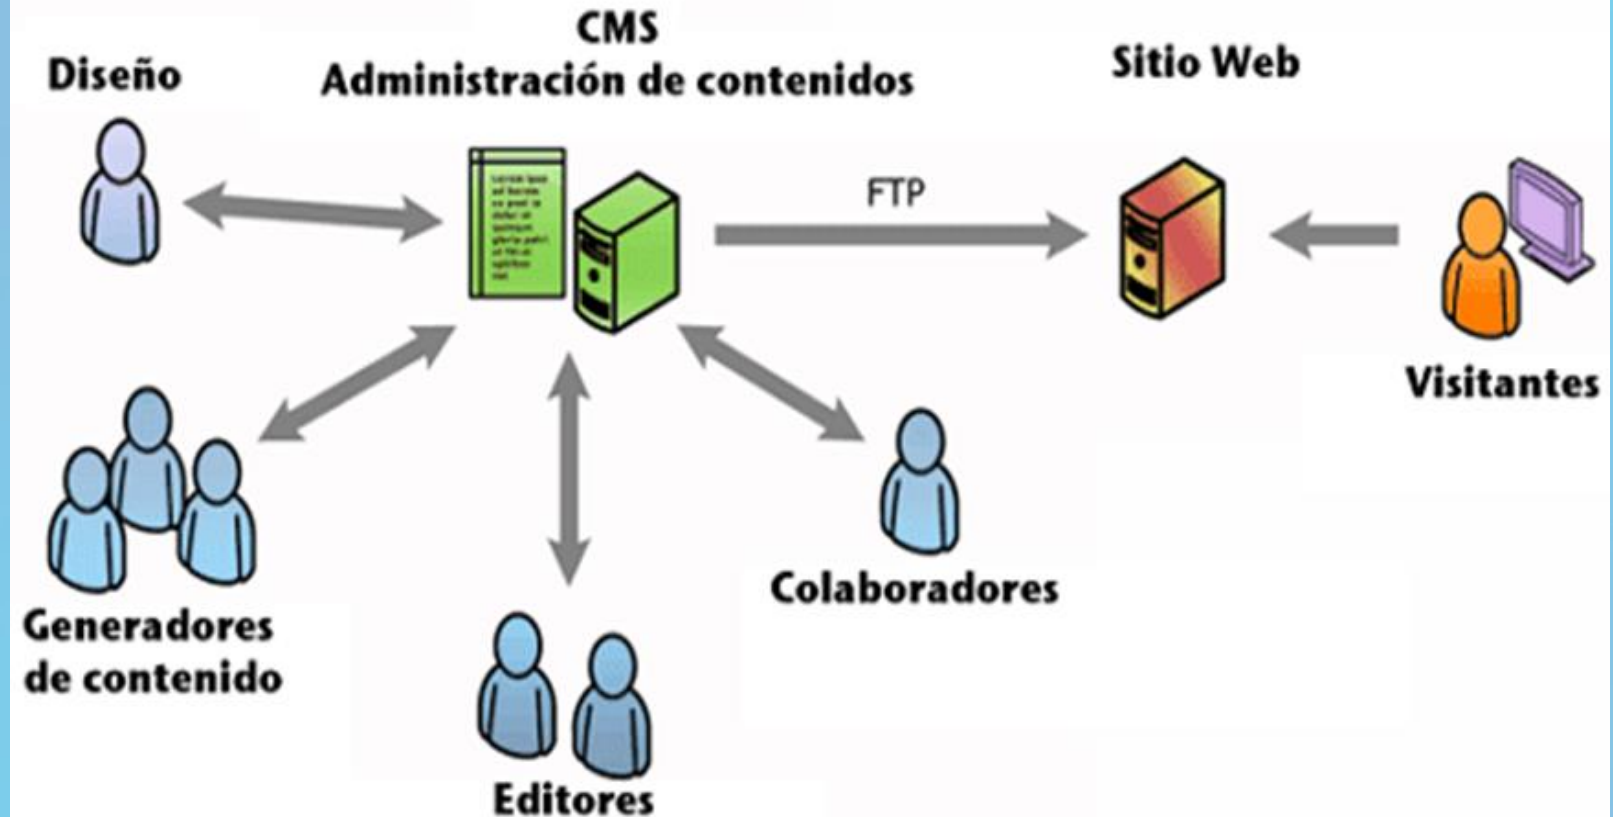 CMS
Administración de contenidos
Diseño
Sitio Web
FTP
Visitantes
Colaboradores
Generadores
de contenido
Editores